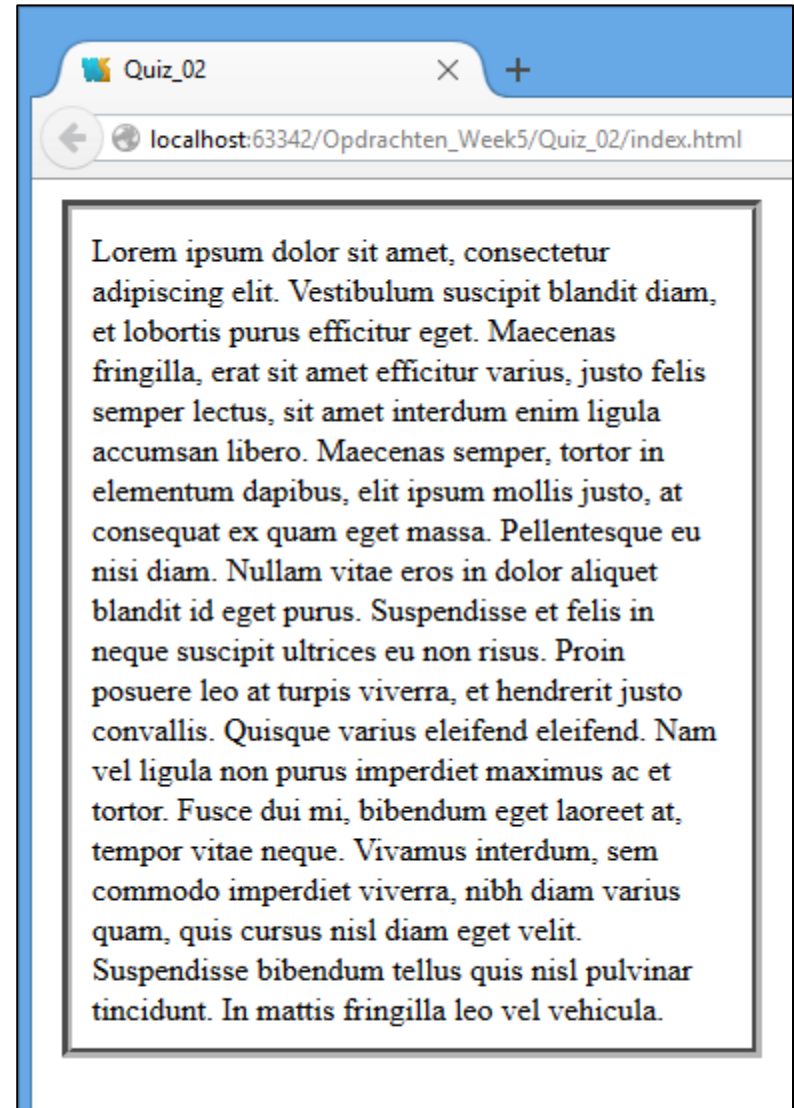 Quiz_02
localhost:63342/Opdrachten_Week5/Quiz_02/index.html
Lorem ipsum dolor sit amet, consectetur
adipiscing elit. Vestibulum suscipit blandit diam,
et lobortis purus efficitur eget. Maecenas
fringilla, erat sit amet efficitur varius, justo felis
semper lectus, sit amet interdum enim ligula
accumsan libero. Maecenas semper, tortor in
elementum dapibus, elit ipsum mollis justo, at
consequat ex quam eget massa. Pellentesque eu
nisi diam. Nullam vitae eros in dolor aliquet
blandit id eget purus. Suspendisse et felis in
neque suscipit ultrices eu non risus. Proin
posuere leo at turpis viverra, et hendrerit justo
convallis. Quisque varius eleifend eleifend. Nam
vel ligula non purus imperdiet maximus ac et
tortor. Fusce dui mi, bibendum eget laoreet at,
tempor vitae neque. Vivamus interdum, sem
commodo imperdiet viverra, nibh diam varius
quam, quis cursus nisl diam eget velit.
Suspendisse bibendum tellus quis nisl pulvinar
tincidunt. In mattis fringilla leo vel vehicula.